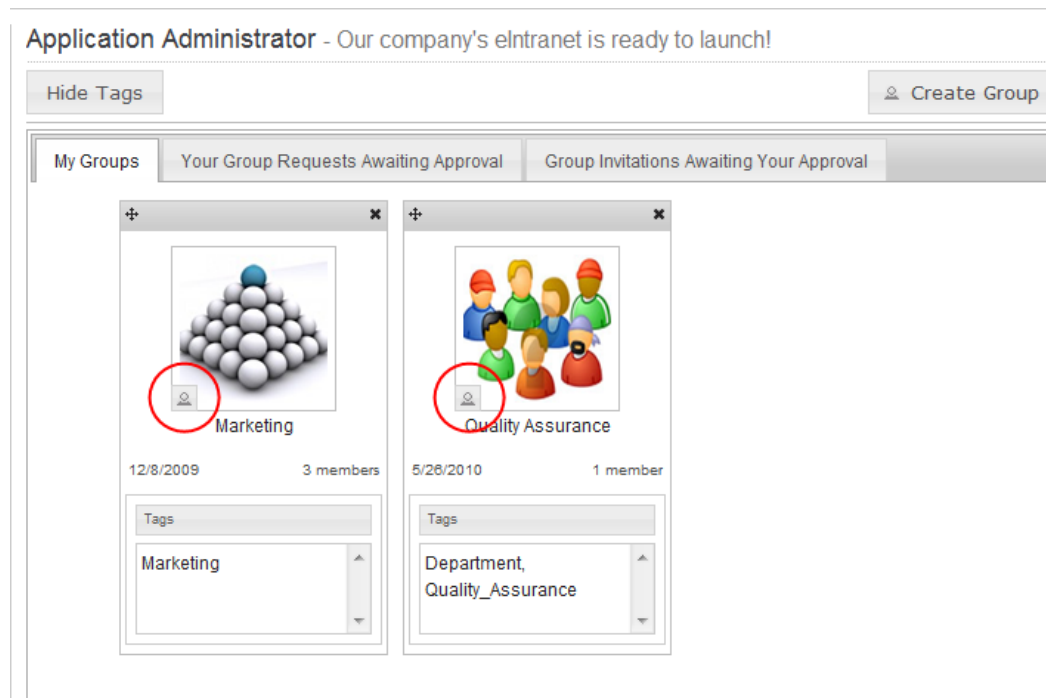 Application Administrator - Our company's eIntranet is ready to launch!
Hide Tags
Create Group
My Groups
Your Group Requests Awaiting Approval
Group Invitations Awaiting Your Approval
Marketing
Quality Assurance
12/8/2009
3 members
5/26/2010
1 member
Tags
Tags
Marketing
Department,
Quality_Assurance